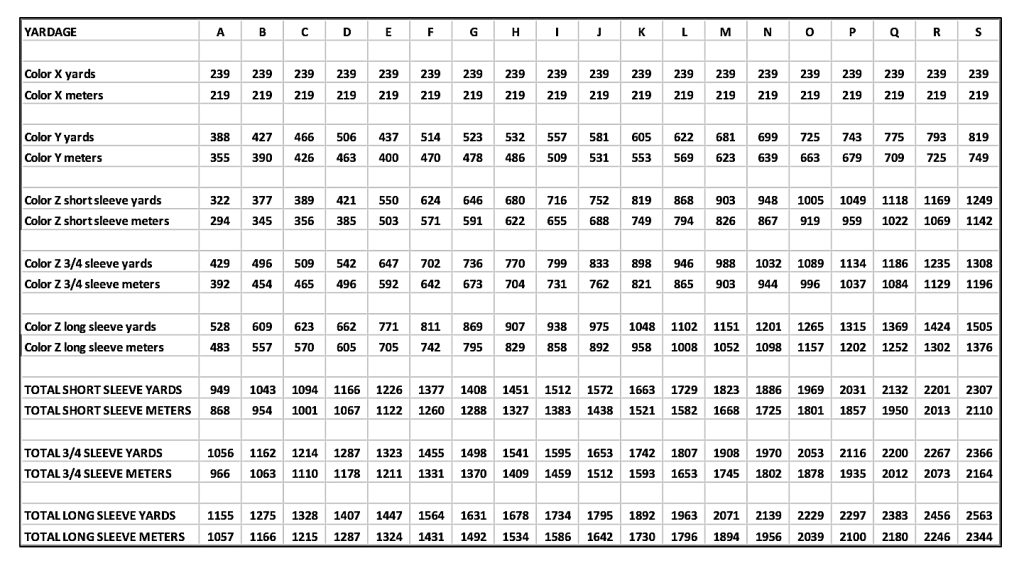 YARDAGE A B C D E F G H I J K L M N O P Q R S
Color X yards 239 239 239 239 239 239 239 239 239 239 239 239 239 239 239 239 239 239 239
Color X meters 219 219 219 219 219 219 219 219 219 219 219 219 219 219 219 219 219 219 219
Color Y yards 388 427 466 506 437 514 523 532 557 581 605 622 681 699 725 743 775 793 819
Color Y meters 355 390 426 463 400 470 478 486 509 531 553 569 623 639 663 679 709 725 749
Color Z short sleeve yards 322 377 389 421 550 624 646 680 716 752 819 868 903 948 1005 1049 1118 1169 1249
Color Z short sleeve meters 294 345 356 385 503 571 591 622 655 688 749 794 826 867 919 959 1022 1069 1142
Color Z 3/4 sleeve yards 429 496 509 542 647 702 736 770 799 833 898 946 988 1032 1089 1134 1186 1235 1308
Color Z 3/4 sleeve meters 392 454 465 496 592 642 673 704 731 762 821 865 903 944 996 1037 1084 1129 1196
Color Z long sleeve yards 528 609 623 662 771 811 869 907 938 975 1048 1102 1151 1201 1265 1315 1369 1424 1505
Color Z long sleeve meters 483 557 570 605 705 742 795 829 858 892 958 1008 1052 1098 1157 1202 1252 1302 1376
TOTAL SHORT SLEEVE YARDS 949 1043 1094 1166 1226 1377 1408 1451 1512 1572 1663 1729 1823 1886 1969 2031 2132 2201 2307
TOTAL SHORT SLEEVE METERS 868 954 1001 1067 1122 1260 1288 1327 1383 1438 1521 1582 1668 1725 1801 1857 1950 2013 2110
TOTAL 3/4 SLEEVE YARDS 1056 1162 1214 1287 1323 1455 1498 1541 1595 1653 1742 1807 1908 1970 2053 2116 2200 2267 2366
TOTAL 3/4 SLEEVE METERS 966 1063 1110 1178 1211 1331 1370 1409 1459 1512 1593 1653 1745 1802 1878 1935 2012 2073 2164
TOTAL LONG SLEEVE YARDS 1155 1275 1328 1407 1447 1564 1631 1678 1734 1795 1892 1963 2071 2139 2229 2297 2383 2456 2563
TOTAL LONG SLEEVE METERS 1057 1166 1215 1287 1324 1431 1492 1534 1586 1642 1730 1796 1894 1956 2039 2100 2180 2246 2344